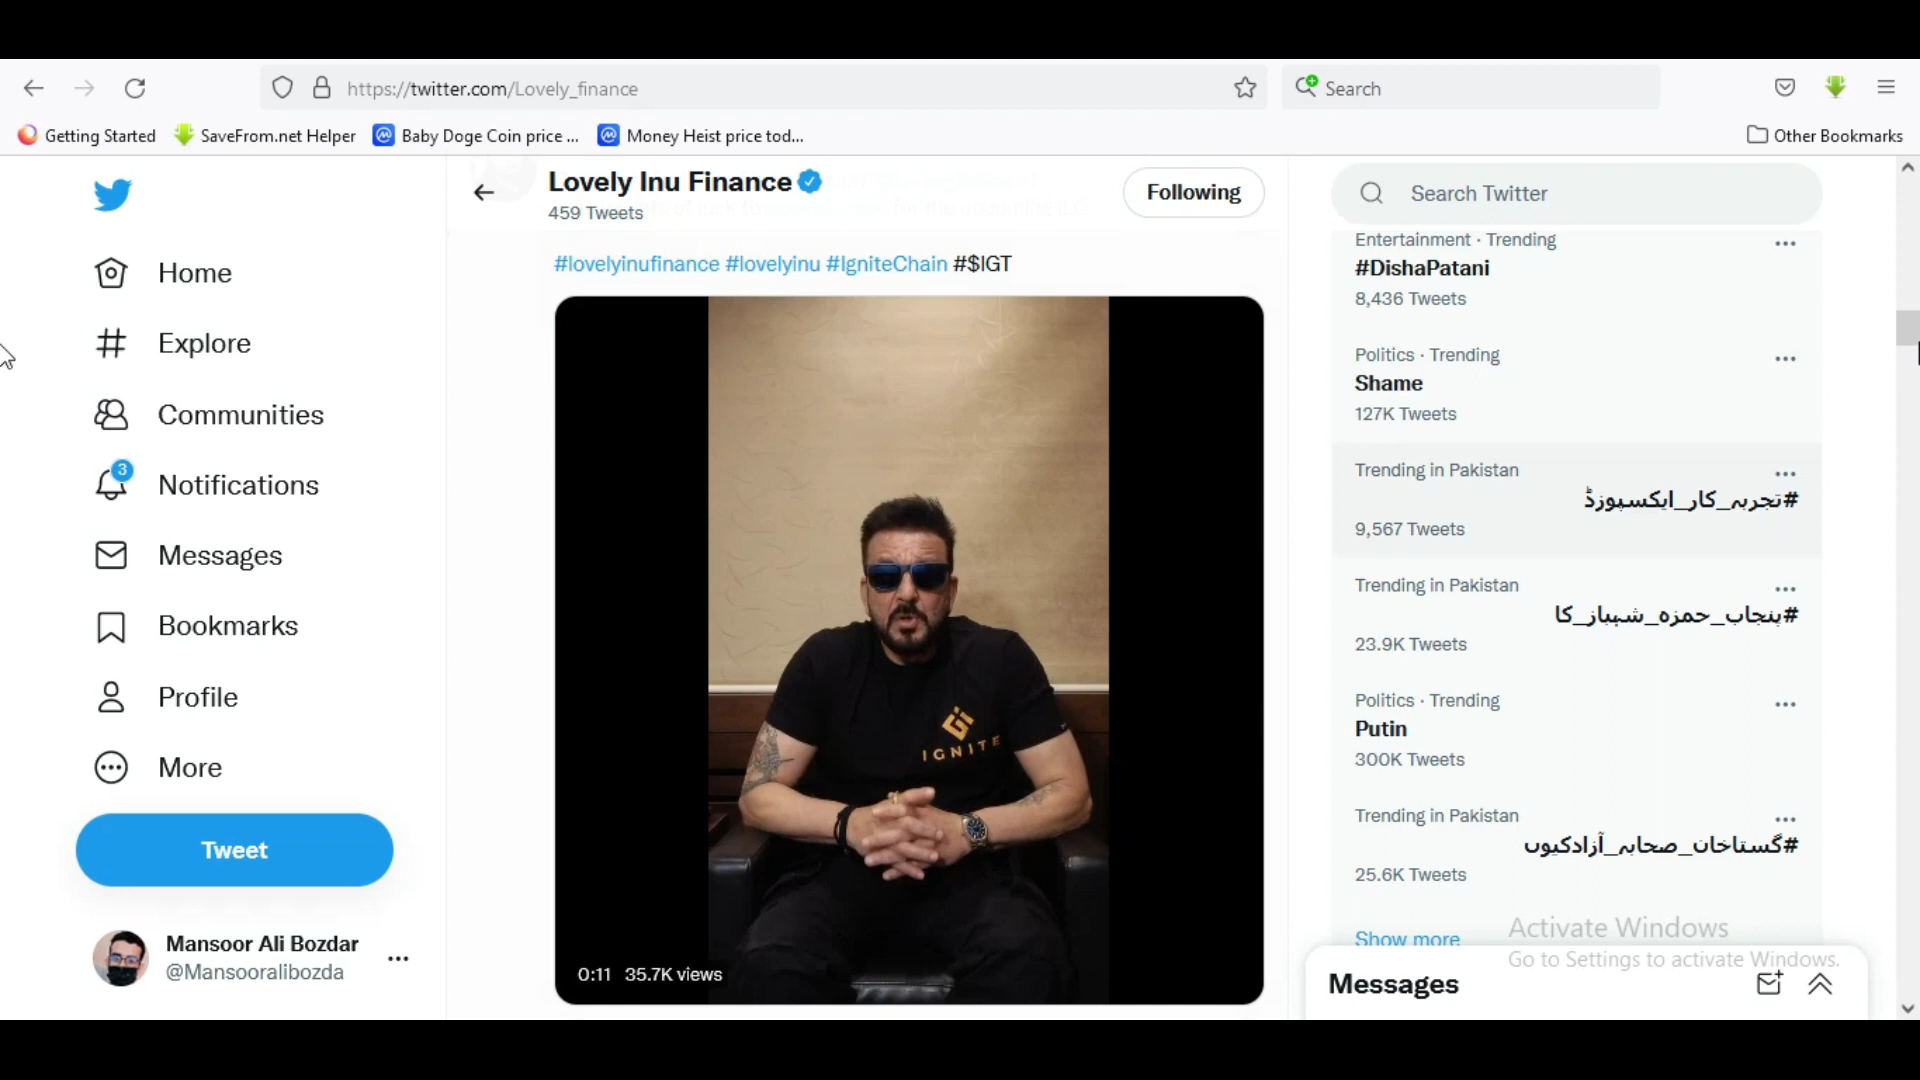 https://twitter.com/Lovely_finance
Search
Getting Started
SaveFrom.net Helper
Baby Doge Coin price ...
Money Heist price tod...
Other Bookmarks
Home
Explore
Communities
3
Notifications
Messages
Bookmarks
Profile
More
Tweet
Mansoor Ali Bozdar
@Mansooralibozda
Lovely Inu Finance
459 Tweets
Following
#lovelyinufinance #lovelyinu #IgniteChain #$IGT
IGNITE
0:11 35.7K views
Search Twitter
Entertainment · Trending
#DishaPatani
8,436 Tweets
Politics · Trending
Shame
127K Tweets
Trending in Pakistan
#تجربہ_کار_ایکسپوزڈ
9,567 Tweets
Trending in Pakistan
#پنجاب_حمزہ_شہباز_کا
23.9K Tweets
Politics · Trending
Putin
300K Tweets
Trending in Pakistan
#گستاخان_صحابہ_آزادکیوں
25.6K Tweets
Show more
Activate Windows
Go to Settings to activate Windows.
Messages